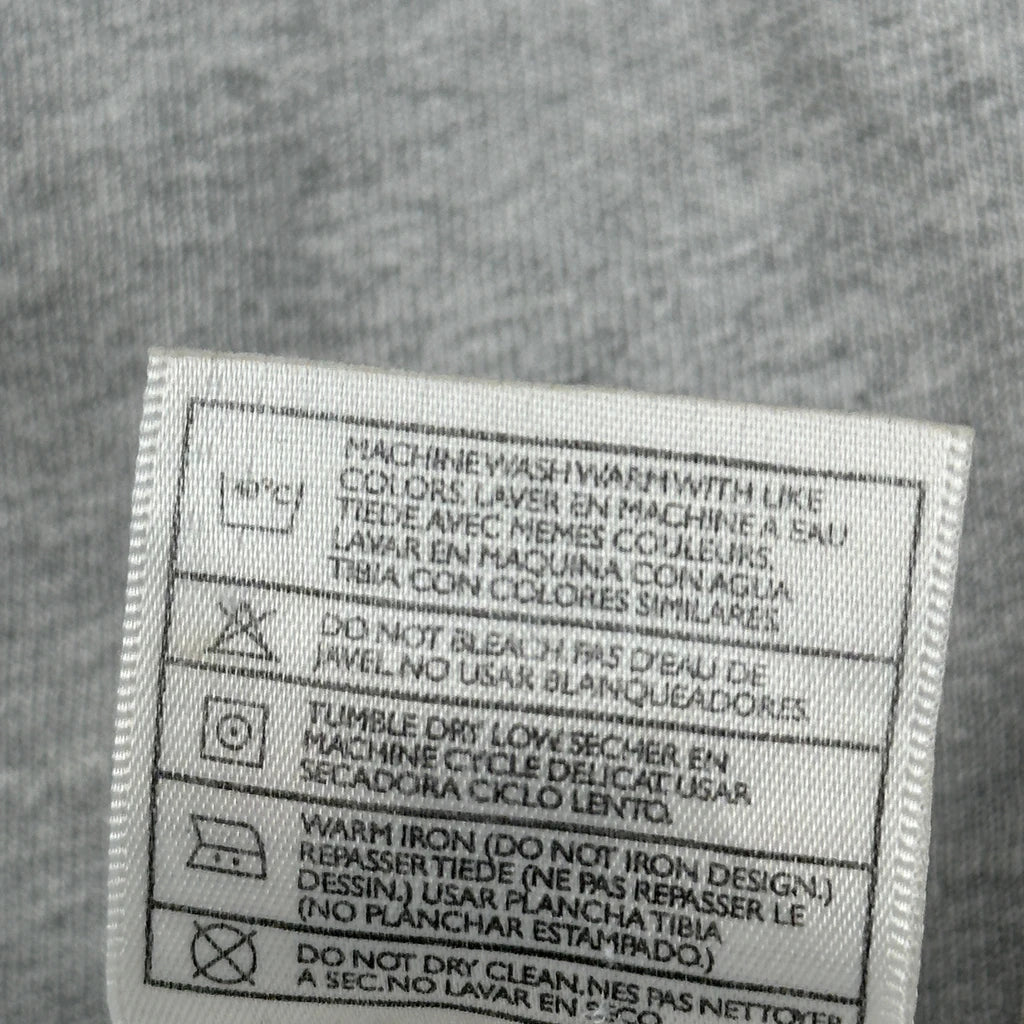 40°C
MACHINE WASH WARM WITH LIKE
COLORS. LAVER EN MACHINE A EAU
TIEDE AVEC MEMES COULEURS.
LAVAR EN MAQUINA CON AGUA
TIBIA CON COLORES SIMILARES.
DO NOT BLEACH. PAS D'EAU DE
JAVEL. NO USAR BLANQUEADORES.
TUMBLE DRY LOW. SECHER EN
MACHINE CYCLE DELICAT. USAR
SECADORA CICLO LENTO.
WARM IRON (DO NOT IRON DESIGN.)
REPASSER TIEDE (NE PAS REPASSER LE
DESSIN.) USAR PLANCHA TIBIA
(NO PLANCHAR ESTAMPADO.)
DO NOT DRY CLEAN. NES PAS NETTOYER
A SEC. NO LAVAR EN SECO